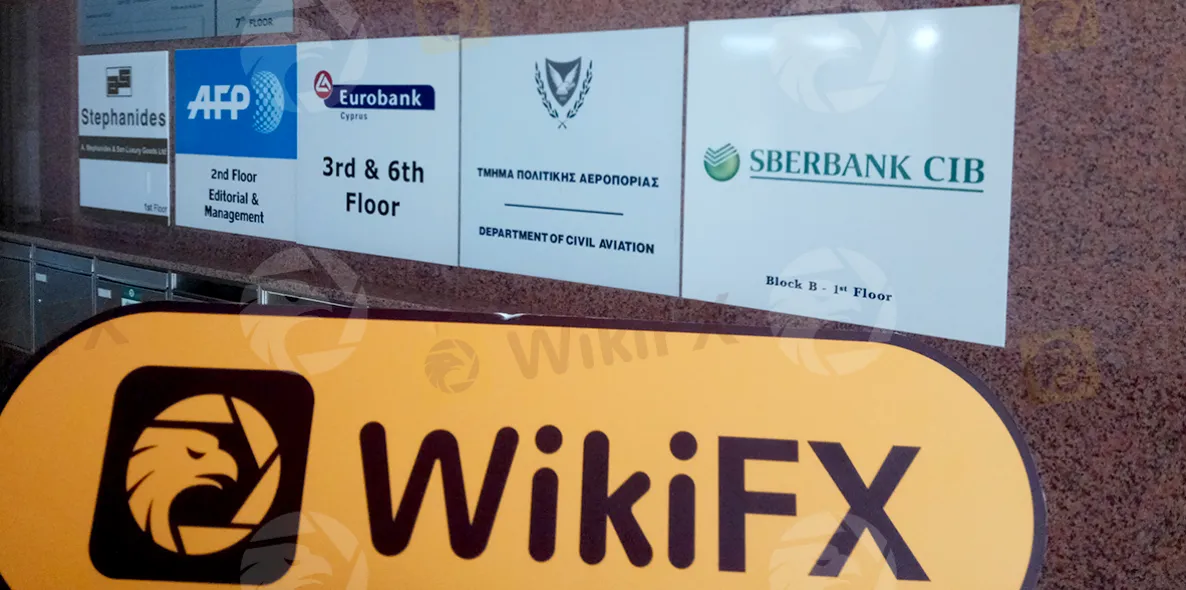 7th FLOOR
Stephanides
A. Stephanides & Son Luxury Goods Ltd
1st Floor
AFP
2nd Floor
Editorial &
Management
Eurobank
Cyprus
3rd & 6th
Floor
ΤΜΗΜΑ ΠΟΛΙΤΙΚΗΣ ΑΕΡΟΠΟΡΙΑΣ
DEPARTMENT OF CIVIL AVIATION
SBERBANK CIB
Block B - 1st Floor
WikiFX
WikiFX